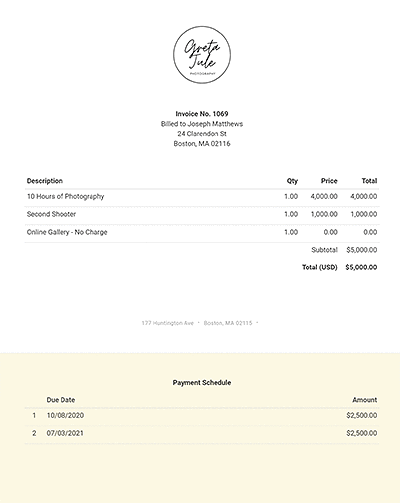 Greta
Jule
PHOTOGRAPHY
Invoice No. 1069
Billed to Joseph Matthews
24 Clarendon St
Boston, MA 02116
Description Qty Price Total
10 Hours of Photography 1.00 4,000.00 4,000.00
Second Shooter 1.00 1,000.00 1,000.00
Online Gallery - No Charge 1.00 0.00 0.00
Subtotal $5,000.00
Total (USD) $5,000.00
177 Huntington Ave - Boston, MA 02115 -
Payment Schedule
Due Date Amount
1 10/08/2020 $2,500.00
2 07/03/2021 $2,500.00